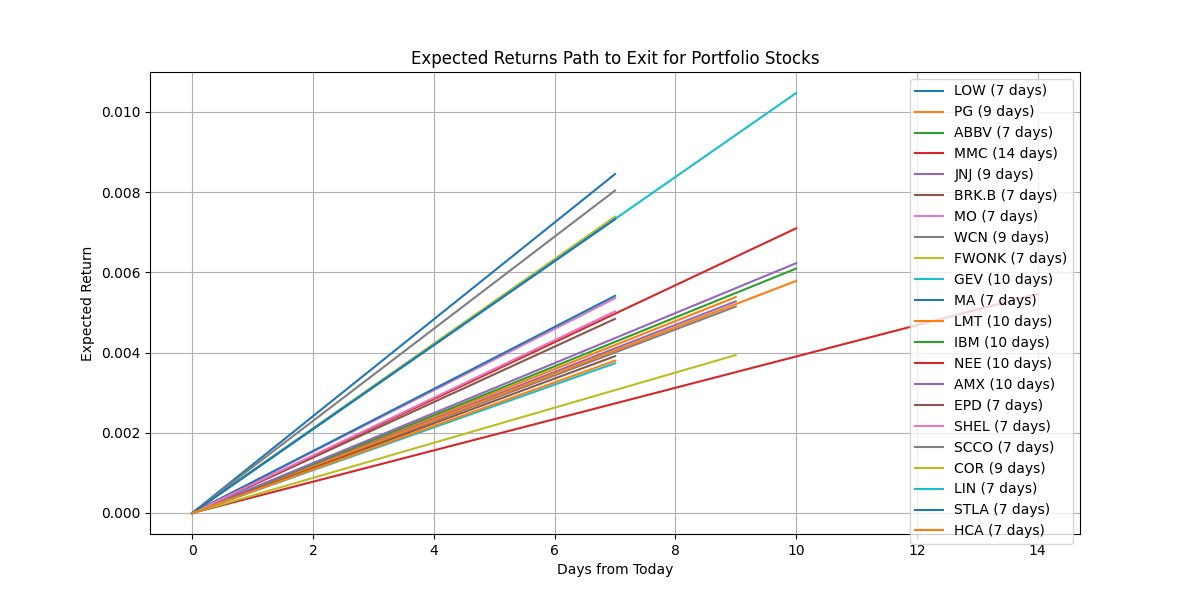 Expected Returns Path to Exit for Portfolio Stocks
Expected Return
0.010
0.008
0.006
0.004
0.002
0.000
0 2 4 6 8 10 12 14
Days from Today
LOW (7 days)
PG (9 days)
ABBV (7 days)
MMC (14 days)
JNJ (9 days)
BRK.B (7 days)
MO (7 days)
WCN (9 days)
FWONK (7 days)
GEV (10 days)
MA (7 days)
LMT (10 days)
IBM (10 days)
NEE (10 days)
AMX (10 days)
EPD (7 days)
SHEL (7 days)
SCCO (7 days)
COR (9 days)
LIN (7 days)
STLA (7 days)
HCA (7 days)